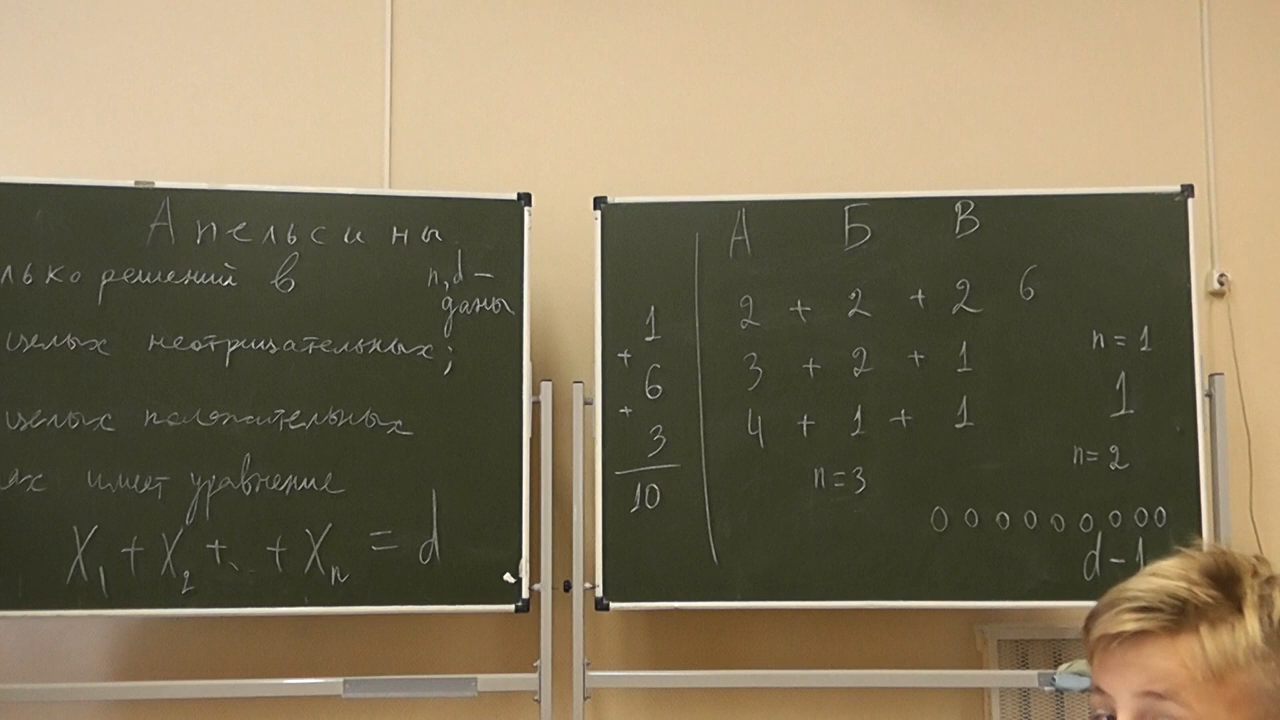 Апельсины
лько решений в n,d —
даны
целых неотрицательных;
целых положительных
ях имеет уравнение
X₁ + X₂ + ... + Xₙ = d
А Б В
1 + 6 + 3
10
2 + 2 + 2 6
3 + 2 + 1
4 + 1 + 1
n=3
n=1
1
n=2
0 0 0 0 0 0 0 0 0
d-1